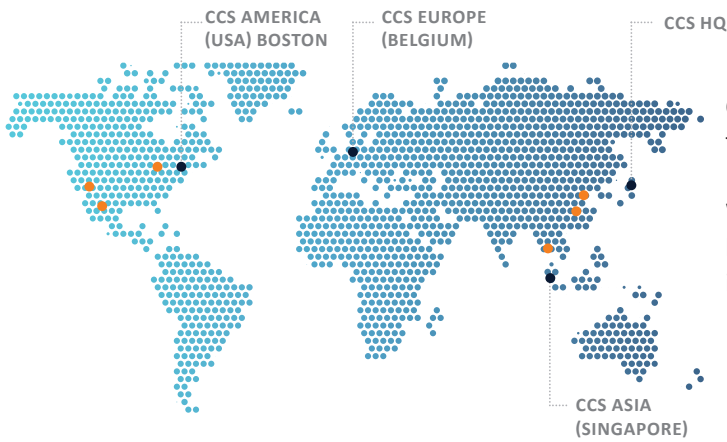 CCS AMERICA
(USA) BOSTON
CCS EUROPE
(BELGIUM)
CCS HQ
CCS ASIA
(SINGAPORE)